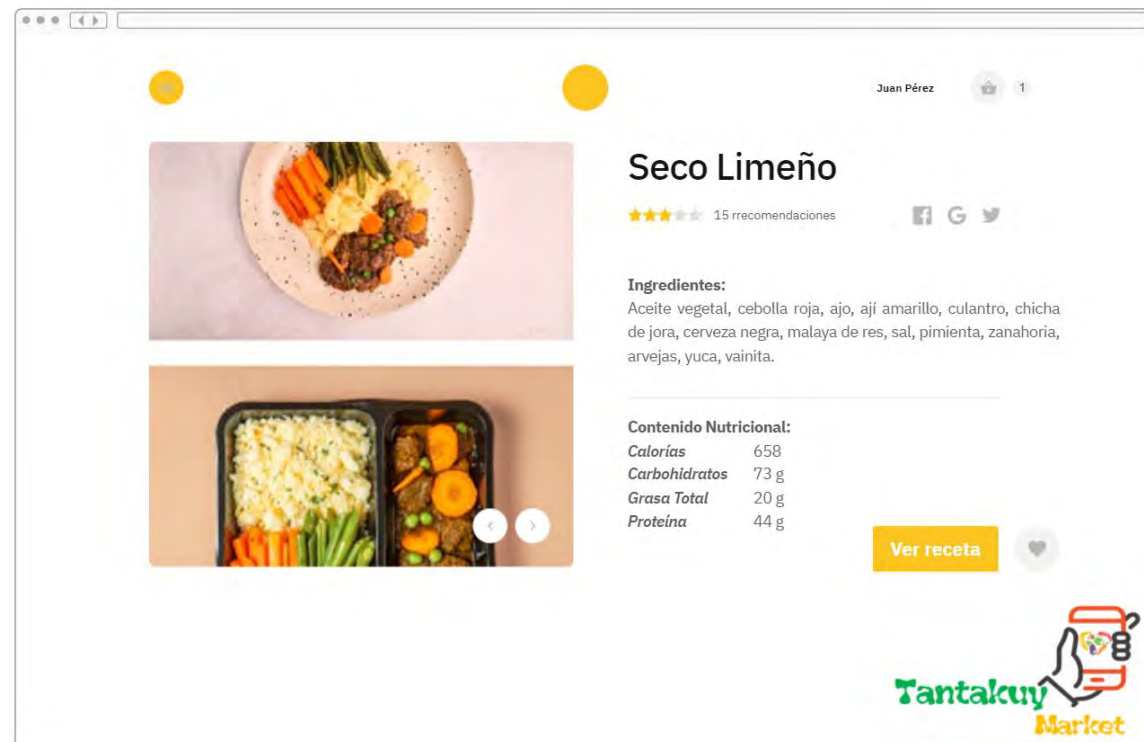 Juan Pérez
1
Seco Limeño
15 rrecomendaciones
Ingredientes:
Aceite vegetal, cebolla roja, ajo, ají amarillo, culantro, chicha
de jora, cerveza negra, malaya de res, sal, pimienta, zanahoria,
arvejas, yuca, vainita.
Contenido Nutricional:
Calorías 658
Carbohidratos 73 g
Grasa Total 20 g
Proteína 44 g
Ver receta
Tantakuy
Market